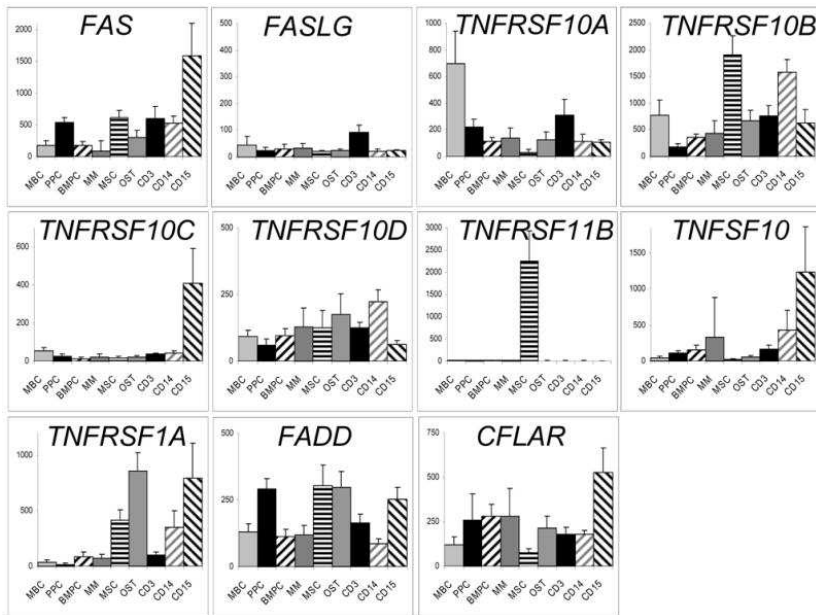 FAS
2000
1500
1000
500
0
MBC PPC BMPC MM MSC OST CD3 CD14 CD15
FASLG
500
400
300
200
100
0
MBC PPC BMPC MM MSC OST CD3 CD14 CD15
TNFRSF10A
1000
800
600
400
200
0
MBC PPC BMPC MM MSC OST CD3 CD14 CD15
TNFRSF10B
2000
1500
1000
500
0
MBC PPC BMPC MM MSC OST CD3 CD14 CD15
TNFRSF10C
600
400
200
0
MBC PPC BMPC MM MSC OST CD3 CD14 CD15
TNFRSF10D
500
250
0
MBC PPC BMPC MM MSC OST CD3 CD14 CD15
TNFRSF11B
3000
2500
2000
1500
1000
500
0
MBC PPC BMPC MM MSC OST CD3 CD14 CD15
TNFSF10
1500
1000
500
0
MBC PPC BMPC MM MSC OST CD3 CD14 CD15
TNFRSF1A
1000
500
0
MBC PPC BMPC MM MSC OST CD3 CD14 CD15
FADD
500
250
0
MBC PPC BMPC MM MSC OST CD3 CD14 CD15
CFLAR
750
500
250
0
MBC PPC BMPC MM MSC OST CD3 CD14 CD15